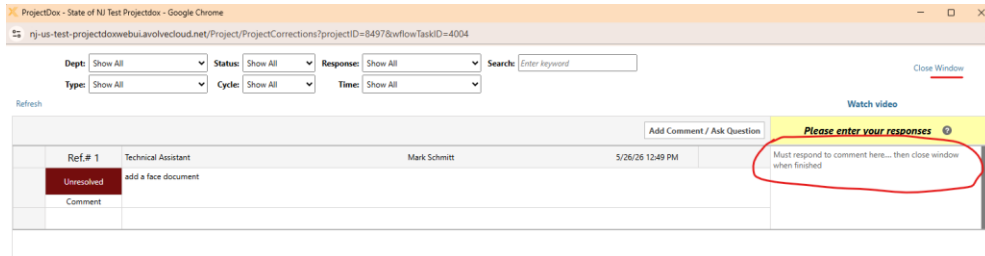 ProjectDox - State of NJ Test Projectdox - Google Chrome
nj-us-test-projectdoxwebui.avolvecloud.net/Project/ProjectCorrections?projectID=8497&wflowTaskID=4004
Dept: Show All Status: Show All Response: Show All Search: Enter keyword
Close Window
Type: Show All Cycle: Show All Time: Show All
Refresh
Watch video
Add Comment / Ask Question
Please enter your responses ?
Ref.# 1 Technical Assistant Mark Schmitt 5/26/26 12:49 PM
Must respond to comment here... then close window
when finished
Unresolved
add a face document
Comment